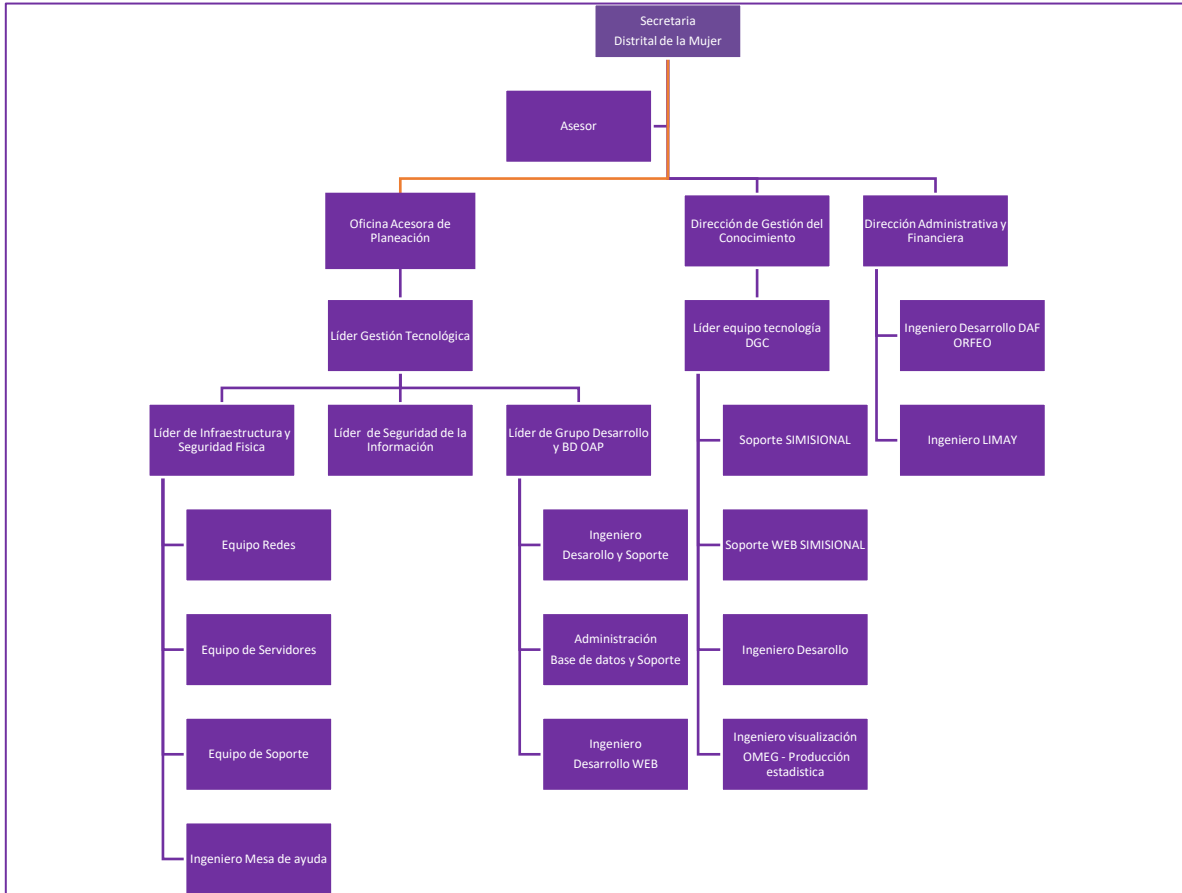 Secretaria
Distrital de la Mujer
Asesor
Oficina Acesora de
Planeación
Dirección de Gestión del
Conocimiento
Dirección Administrativa y
Financiera
Líder Gestión Tecnológica
Líder equipo tecnología
DGC
Ingeniero Desarrollo DAF
ORFEO
Líder de Infraestructura y
Seguridad Fisica
Líder de Seguridad de la
Información
Líder de Grupo Desarrollo
y BD OAP
Soporte SIMISIONAL
Ingeniero LIMAY
Equipo Redes
Ingeniero
Desarollo y Soporte
Soporte WEB SIMISIONAL
Equipo de Servidores
Administración
Base de datos y Soporte
Ingeniero Desarollo
Equipo de Soporte
Ingeniero
Desarrollo WEB
Ingeniero visualización
OMEG - Producción
estadistica
Ingeniero Mesa de ayuda